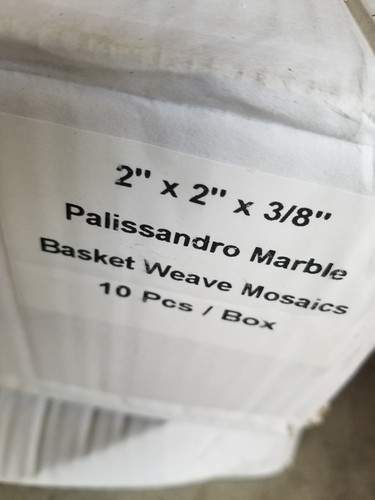 2" x 2" x 3/8"
Palissandro Marble
Basket Weave Mosaics
10 Pcs / Box